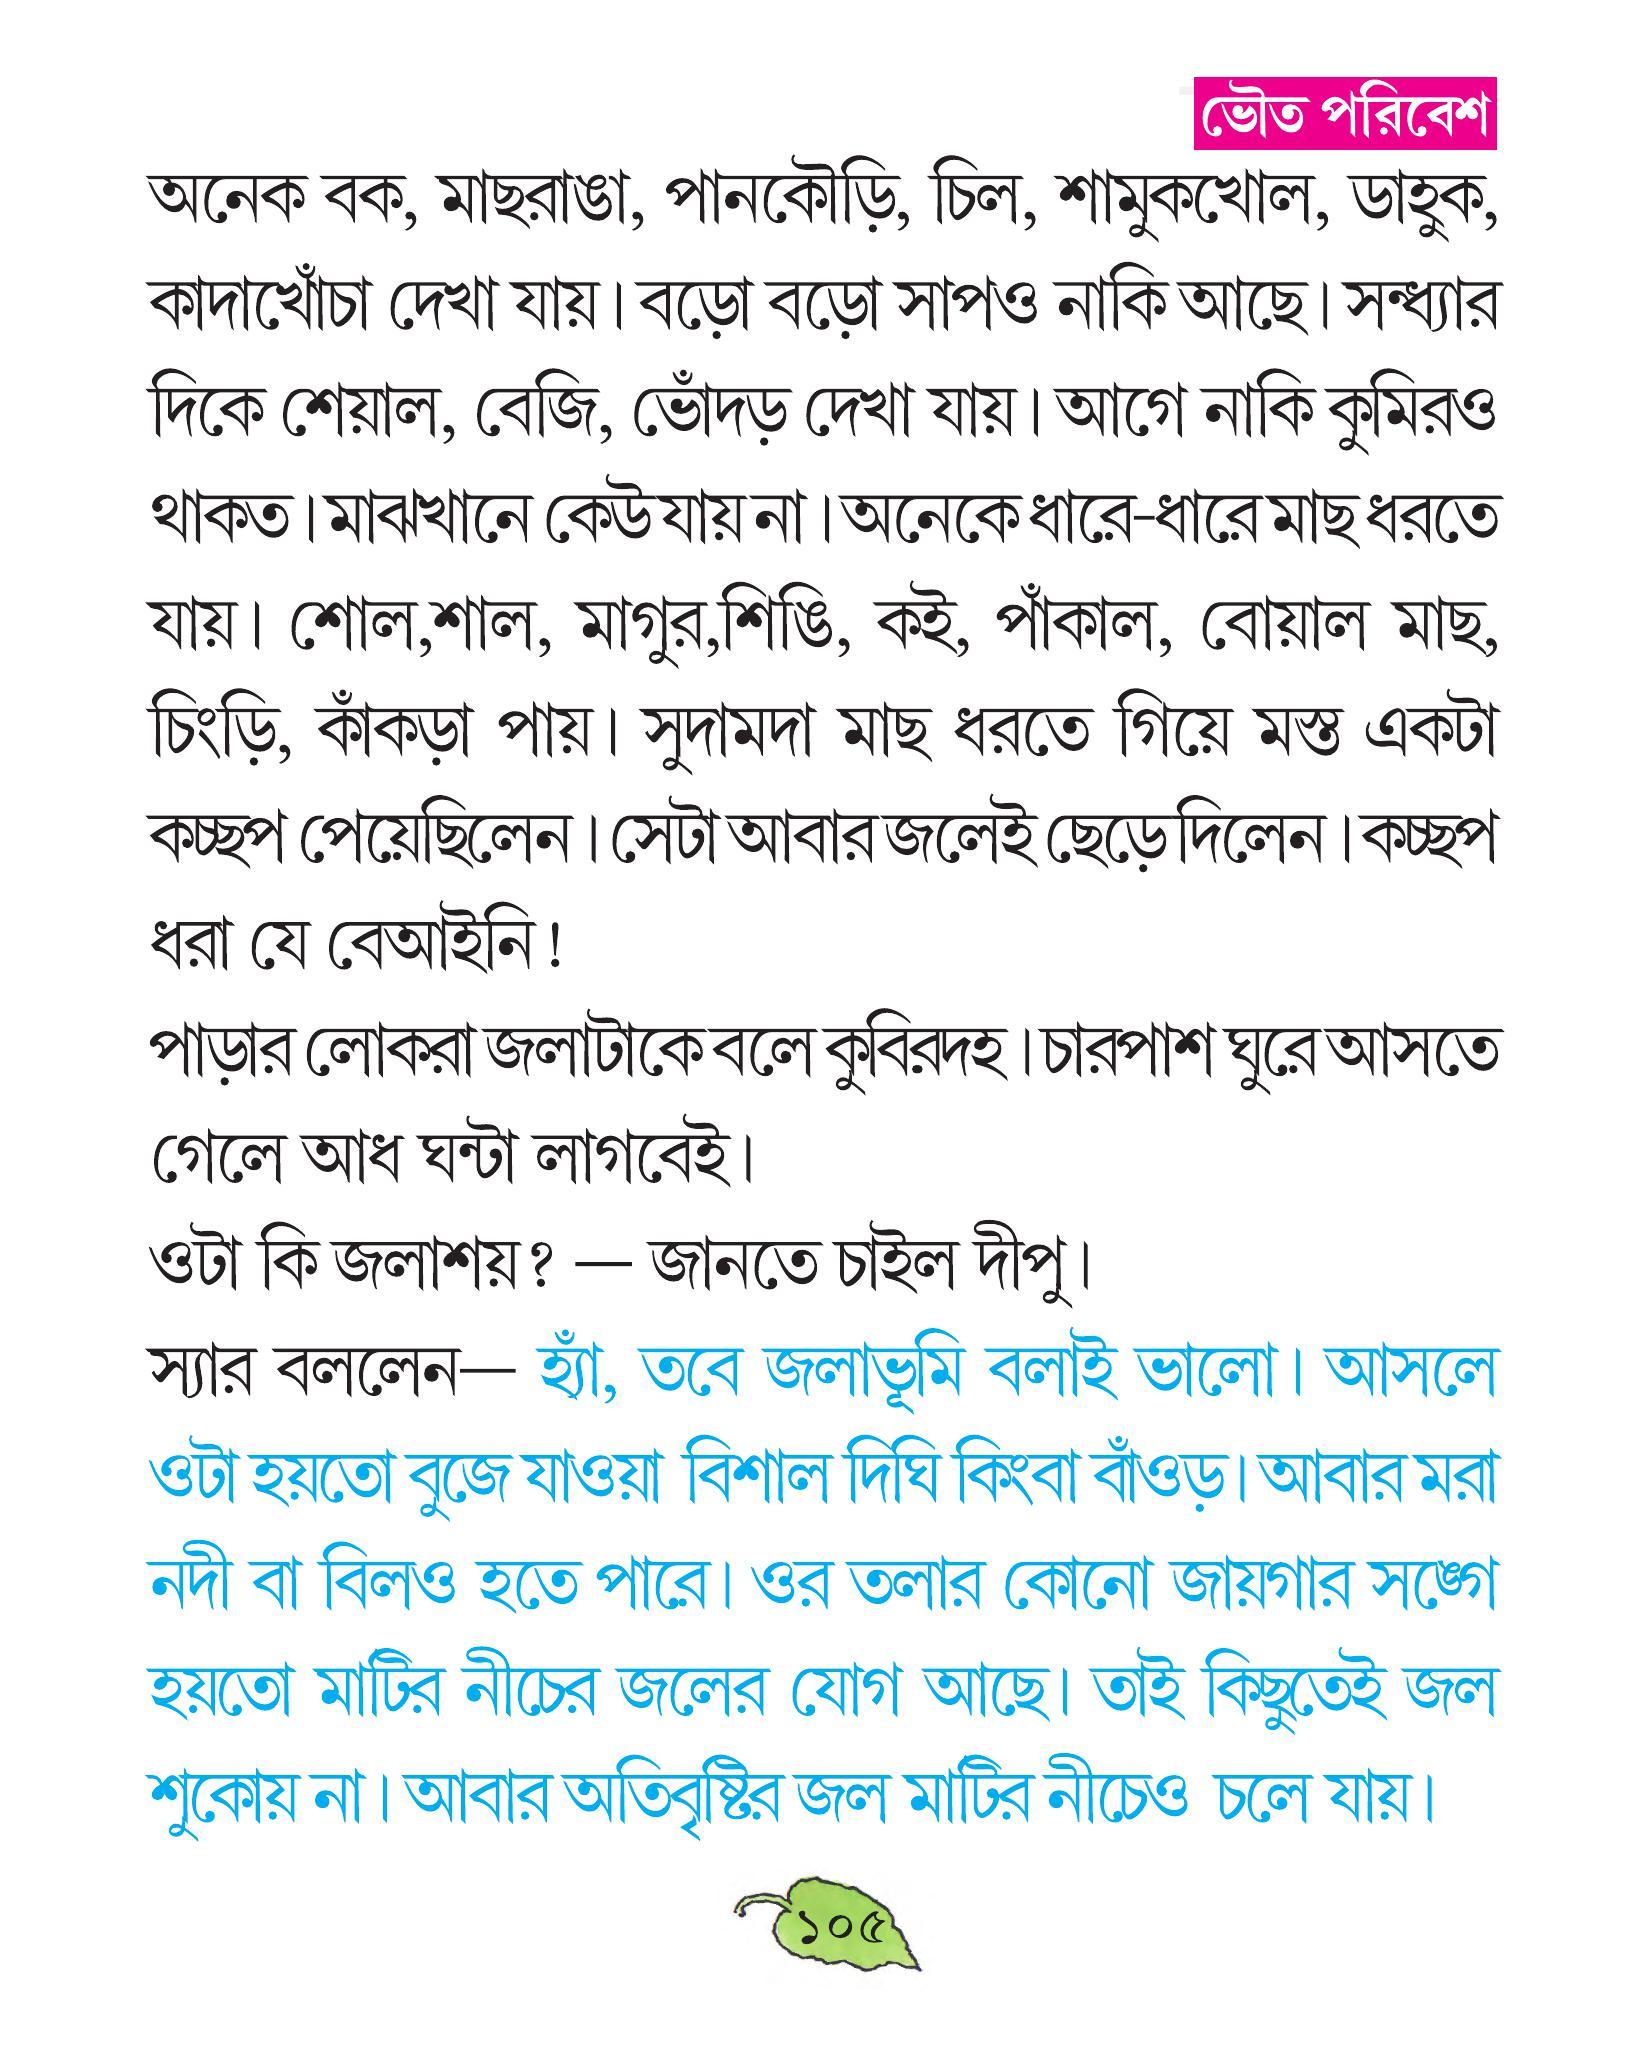 ভৌত পরিবেশ
অনেক বক, মাছরাঙা, পানকৌড়ি, চিল, শামুকখোল, ডাহুক,
কাদাখোঁচা দেখা যায়। বড়ো বড়ো সাপও নাকি আছে। সন্ধ্যার
দিকে শেয়াল, বেজি, ভোঁদড় দেখা যায়। আগে নাকি কুমিরও
থাকত। মাঝখানে কেউ যায় না। অনেকে ধারে-ধারে মাছ ধরতে
যায়। শোল,শাল, মাগুর,শিঙি, কই, পাঁকাল, বোয়াল মাছ,
চিংড়ি, কাঁকড়া পায়। সুদামদা মাছ ধরতে গিয়ে মস্ত একটা
কচ্ছপ পেয়েছিলেন। সেটা আবার জলেই ছেড়ে দিলেন। কচ্ছপ
ধরা যে বেআইনি!
পাড়ার লোকরা জলাটাকে বলে কুবিরদহ। চারপাশ ঘুরে আসতে
গেলে আধ ঘন্টা লাগবেই।
ওটা কি জলাশয়? — জানতে চাইল দীপু।
স্যার বললেন— হ্যাঁ, তবে জলাভূমি বলাই ভালো। আসলে
ওটা হয়তো বুজে যাওয়া বিশাল দিঘি কিংবা বাঁওড়। আবার মরা
নদী বা বিলও হতে পারে। ওর তলার কোনো জায়গার সঙ্গে
হয়তো মাটির নীচের জলের যোগ আছে। তাই কিছুতেই জল
শুকোয় না। আবার অতিবৃষ্টির জল মাটির নীচেও চলে যায়।
১০৫